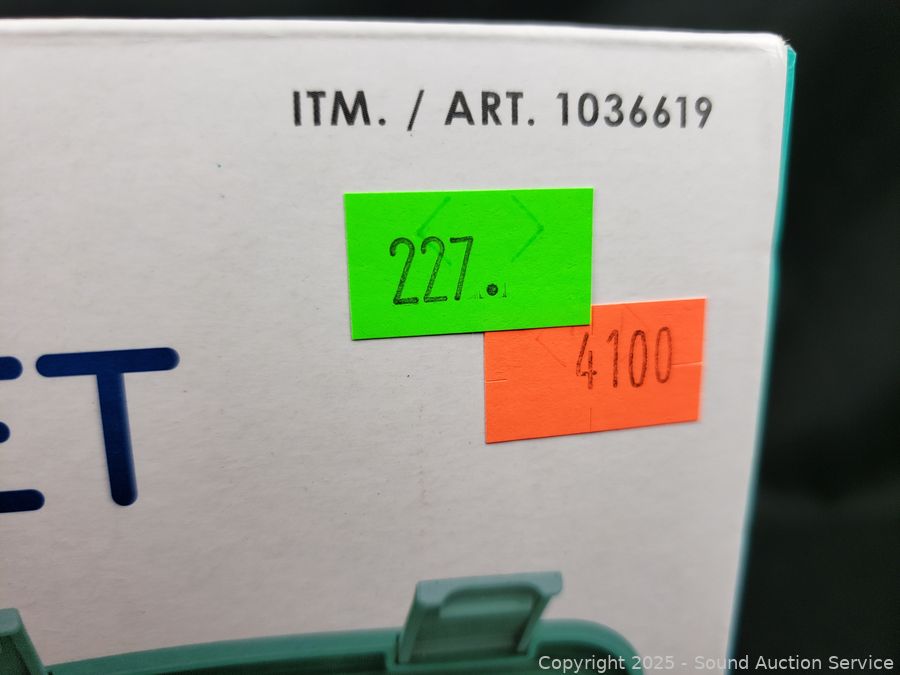 ITM. / ART. 1036619
227.
4100
ET
Copyright 2025 - Sound Auction Service